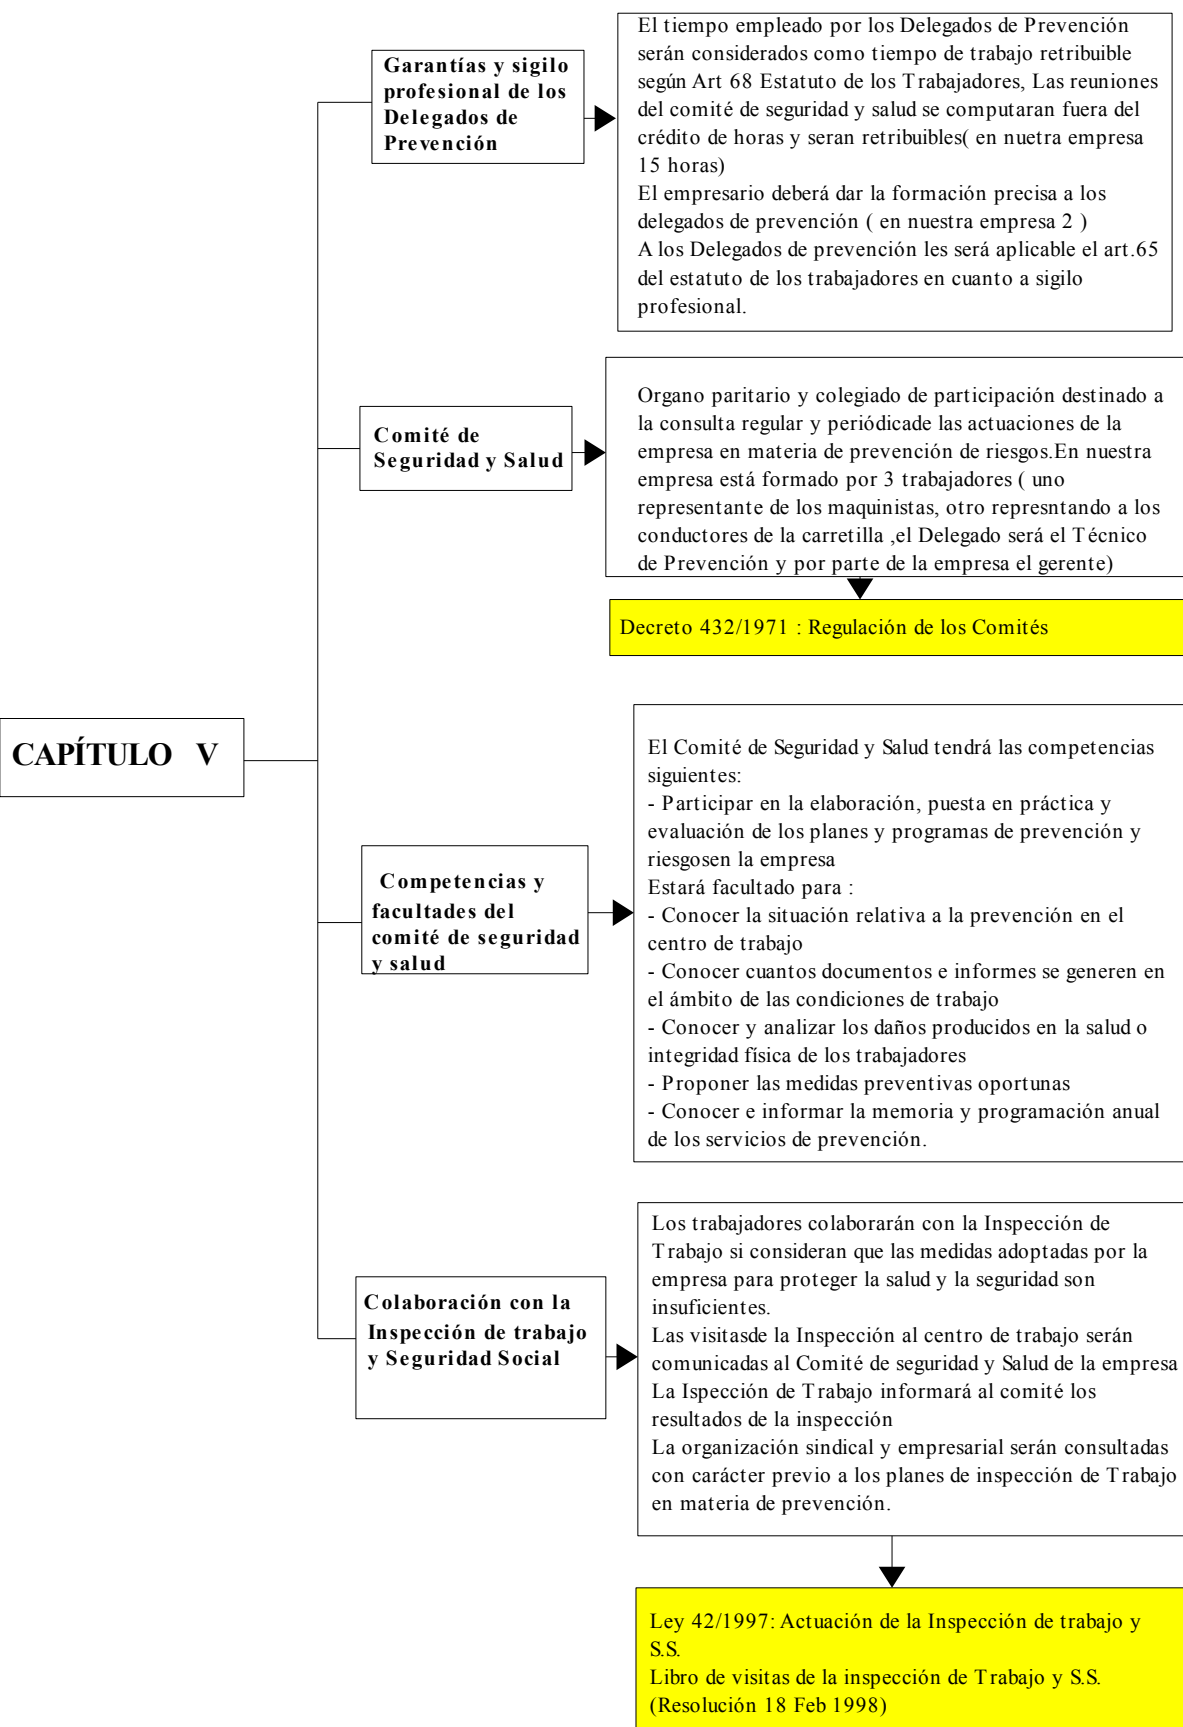 Garantías y sigilo
profesional de los
Delegados de
Prevención
El tiempo empleado por los Delegados de Prevención
serán considerados como tiempo de trabajo retribuible
según Art 68 Estatuto de los Trabajadores, Las reuniones
del comité de seguridad y salud se computaran fuera del
crédito de horas y seran retribuibles( en nuetra empresa
15 horas)
El empresario deberá dar la formación precisa a los
delegados de prevención ( en nuestra empresa 2 )
A los Delegados de prevención les será aplicable el art.65
del estatuto de los trabajadores en cuanto a sigilo
profesional.
Comité de
Seguridad y Salud
Organo paritario y colegiado de participación destinado a
la consulta regular y periódicade las actuaciones de la
empresa en materia de prevención de riesgos.En nuestra
empresa está formado por 3 trabajadores ( uno
representante de los maquinistas, otro represntando a los
conductores de la carretilla ,el Delegado será el Técnico
de Prevención y por parte de la empresa el gerente)
Decreto 432/1971 : Regulación de los Comités
CAPÍTULO V
Competencias y
facultades del
comité de seguridad
y salud
El Comité de Seguridad y Salud tendrá las competencias
siguientes:
- Participar en la elaboración, puesta en práctica y
evaluación de los planes y programas de prevención y
riesgosen la empresa
Estará facultado para :
- Conocer la situación relativa a la prevención en el
centro de trabajo
- Conocer cuantos documentos e informes se generen en
el ámbito de las condiciones de trabajo
- Conocer y analizar los daños producidos en la salud o
integridad física de los trabajadores
- Proponer las medidas preventivas oportunas
- Conocer e informar la memoria y programación anual
de los servicios de prevención.
Colaboración con la
Inspección de trabajo
y Seguridad Social
Los trabajadores colaborarán con la Inspección de
Trabajo si consideran que las medidas adoptadas por la
empresa para proteger la salud y la seguridad son
insuficientes.
Las visitasde la Inspección al centro de trabajo serán
comunicadas al Comité de seguridad y Salud de la empresa
La Ispección de Trabajo informará al comité los
resultados de la inspección
La organización sindical y empresarial serán consultadas
con carácter previo a los planes de inspección de Trabajo
en materia de prevención.
Ley 42/1997: Actuación de la Inspección de trabajo y
S.S.
Libro de visitas de la inspección de Trabajo y S.S.
(Resolución 18 Feb 1998)